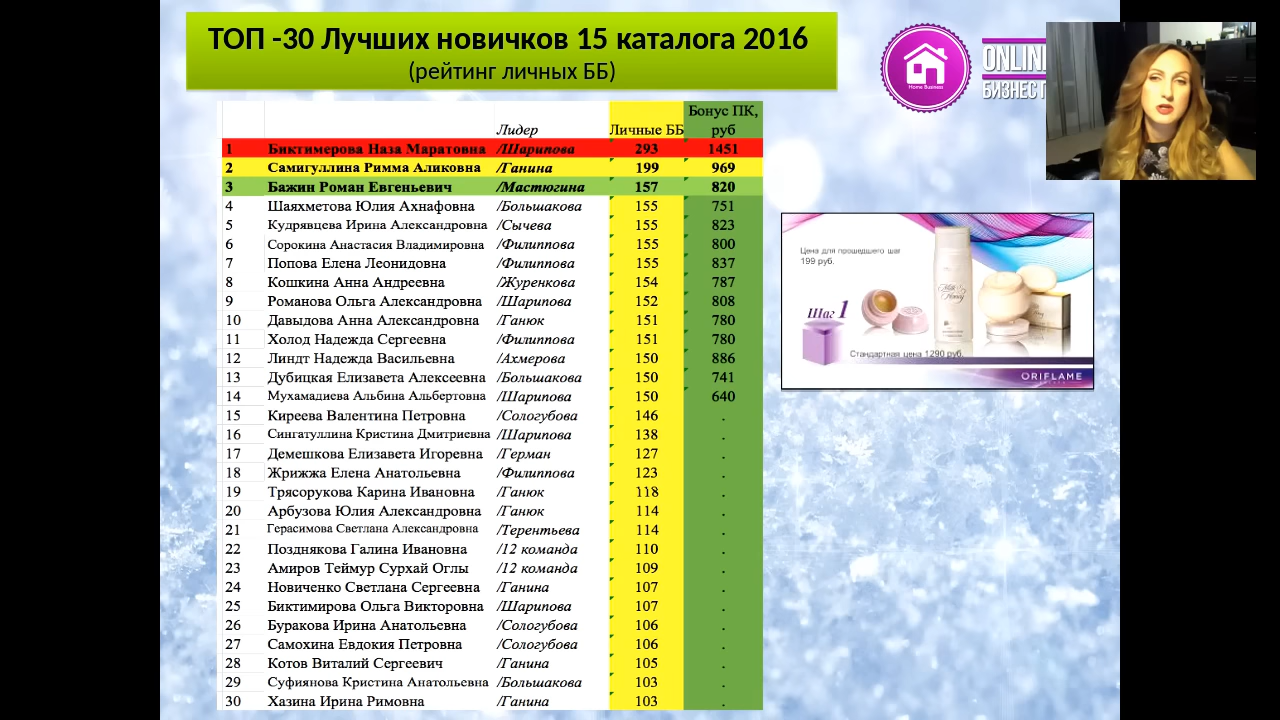 ТОП -30 Лучших новичков 15 каталога 2016
(рейтинг личных ББ)
Home Business
ONLINE
БИЗНЕС
Лидер Личные ББ Бонус ПК, руб
1 Биктимерова Наза Маратовна /Шарипова 293 1451
2 Самигуллина Римма Аликовна /Ганина 199 969
3 Бажин Роман Евгеньевич /Мастюгина 157 820
4 Шаяхметова Юлия Ахнафовна /Большакова 155 751
5 Кудрявцева Ирина Александровна /Сычева 155 823
6 Сорокина Анастасия Владимировна /Филиппова 155 800
7 Попова Елена Леонидовна /Филиппова 155 837
8 Кошкина Анна Андреевна /Журенкова 154 787
9 Романова Ольга Александровна /Шарипова 152 808
10 Давыдова Анна Александровна /Ганюк 151 780
11 Холод Надежда Сергеевна /Филиппова 151 780
12 Линдт Надежда Васильевна /Ахмерова 150 886
13 Дубицкая Елизавета Алексеевна /Большакова 150 741
14 Мухамадиева Альбина Альбертовна /Шарипова 150 640
15 Киреева Валентина Петровна /Сологубова 146 .
16 Сингатуллина Кристина Дмитриевна /Шарипова 138 .
17 Демешкова Елизавета Игоревна /Герман 127 .
18 Жрижжа Елена Анатольевна /Филиппова 123 .
19 Трясорукова Карина Ивановна /Ганюк 118 .
20 Арбузова Юлия Александровна /Ганюк 114 .
21 Герасимова Светлана Александровна /Терентьева 114 .
22 Позднякова Галина Ивановна /12 команда 110 .
23 Амиров Теймур Сурхай Оглы /12 команда 109 .
24 Новиченко Светлана Сергеевна /Ганина 107 .
25 Биктимирова Ольга Викторовна /Шарипова 107 .
26 Буракова Ирина Анатольевна /Сологубова 106 .
27 Самохина Евдокия Петровна /Сологубова 106 .
28 Котов Виталий Сергеевич /Ганина 105 .
29 Суфиянова Кристина Анатольевна /Большакова 103 .
30 Хазина Ирина Римовна /Ганина 103 .
Цена для прошедшего шаг
199 руб.
Шаг 1
Milk & Honey
Стандартная цена 1290 руб.
ORIFLAME